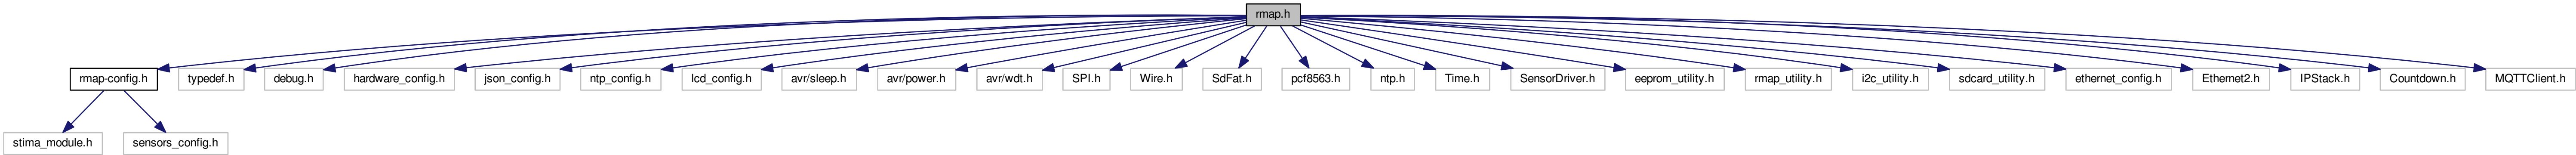 rmap.h
rmap-config.h
typedef.h
debug.h
hardware_config.h
json_config.h
ntp_config.h
lcd_config.h
avr/sleep.h
avr/power.h
avr/wdt.h
SPI.h
Wire.h
SdFat.h
pcf8563.h
ntp.h
Time.h
SensorDriver.h
eeprom_utility.h
rmap_utility.h
i2c_utility.h
sdcard_utility.h
ethernet_config.h
Ethernet2.h
IPStack.h
Countdown.h
MQTTClient.h
stima_module.h
sensors_config.h